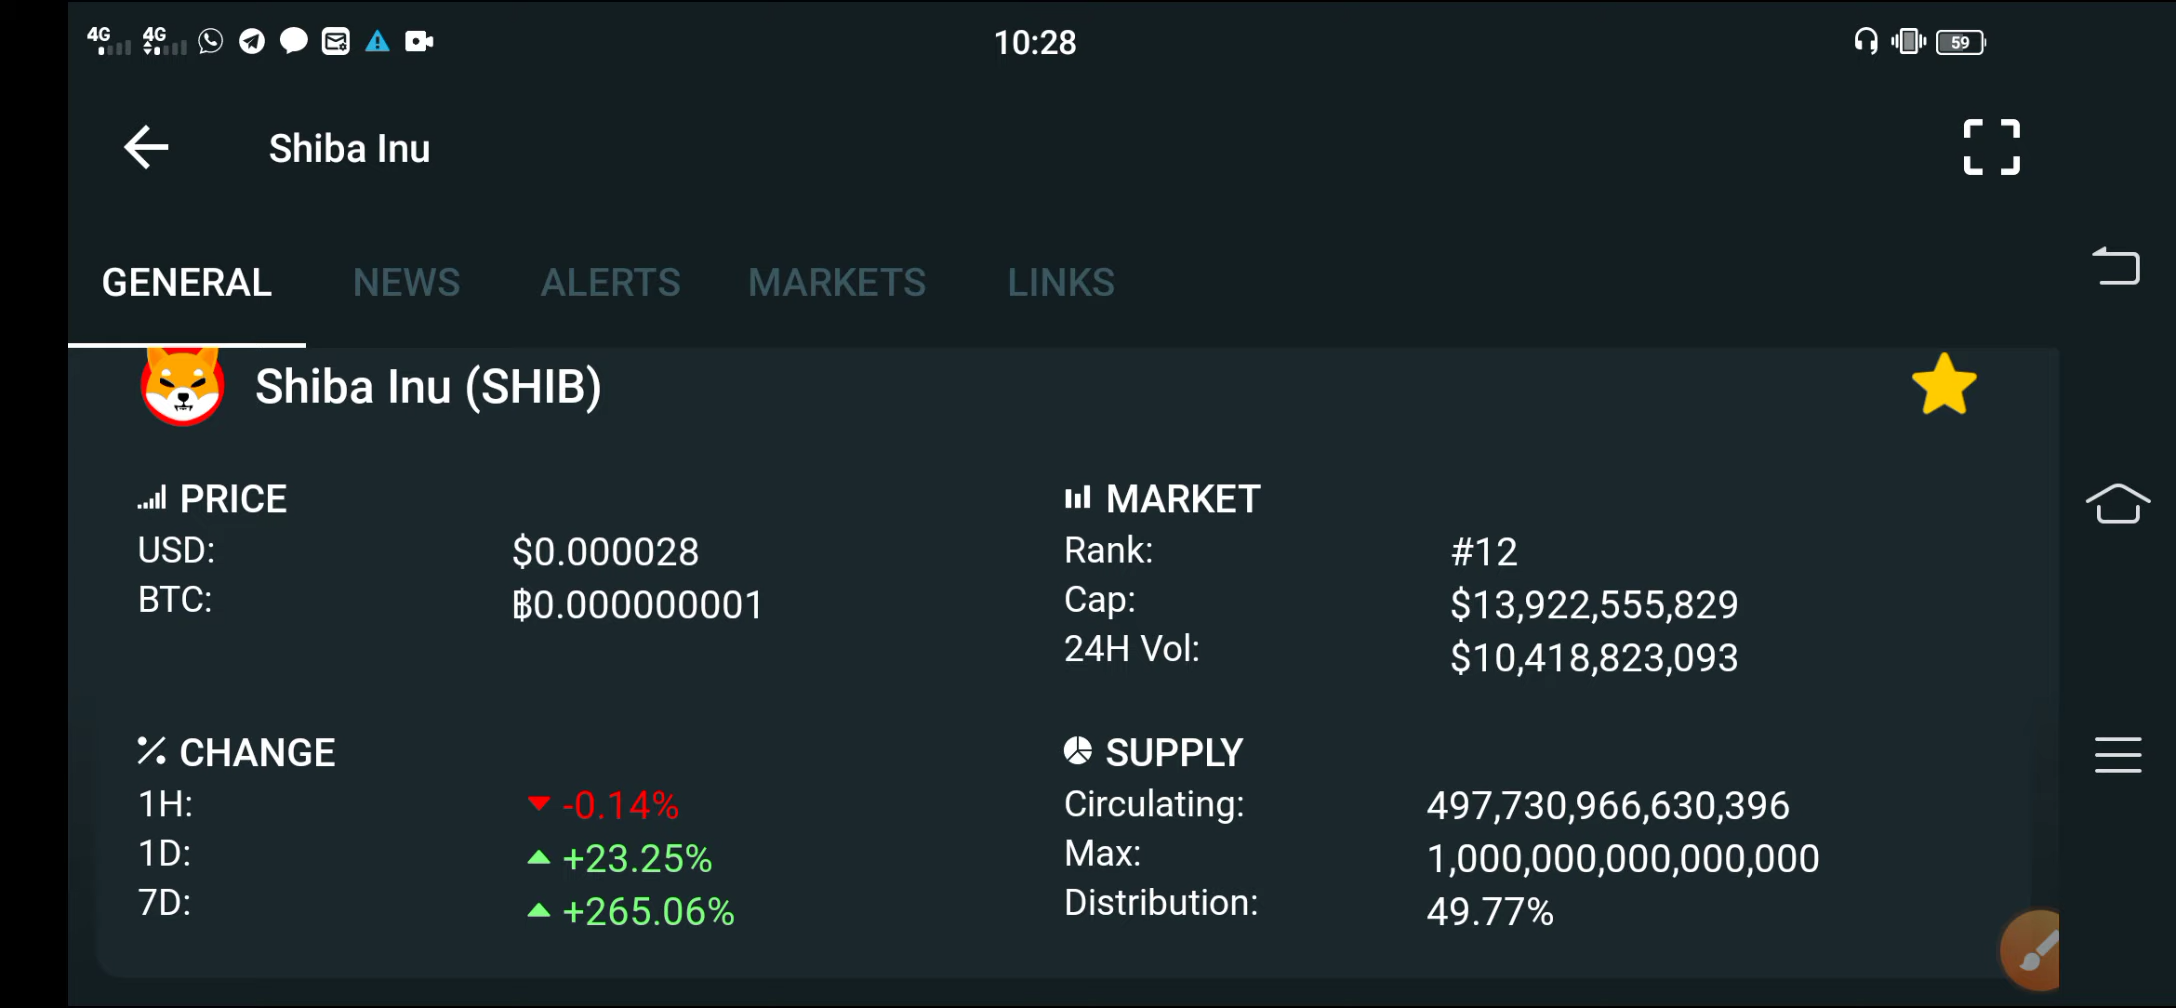 4G 4G 10:28 59
Shiba Inu
GENERAL NEWS ALERTS MARKETS LINKS
Shiba Inu (SHIB)
PRICE
USD: $0.000028
BTC: ฿0.000000001
MARKET
Rank: #12
Cap: $13,922,555,829
24H Vol: $10,418,823,093
CHANGE
1H: -0.14%
1D: +23.25%
7D: +265.06%
SUPPLY
Circulating: 497,730,966,630,396
Max: 1,000,000,000,000,000
Distribution: 49.77%